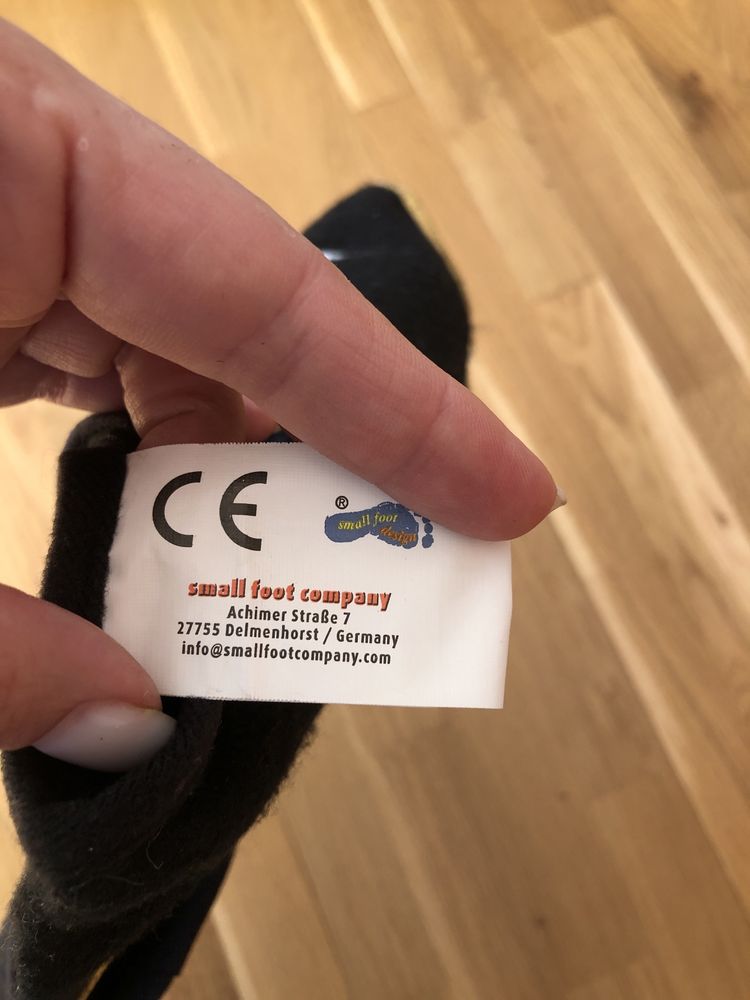 CE
®
small foot
design
small foot company
Achimer Straße 7
27755 Delmenhorst / Germany
info@smallfootcompany.com